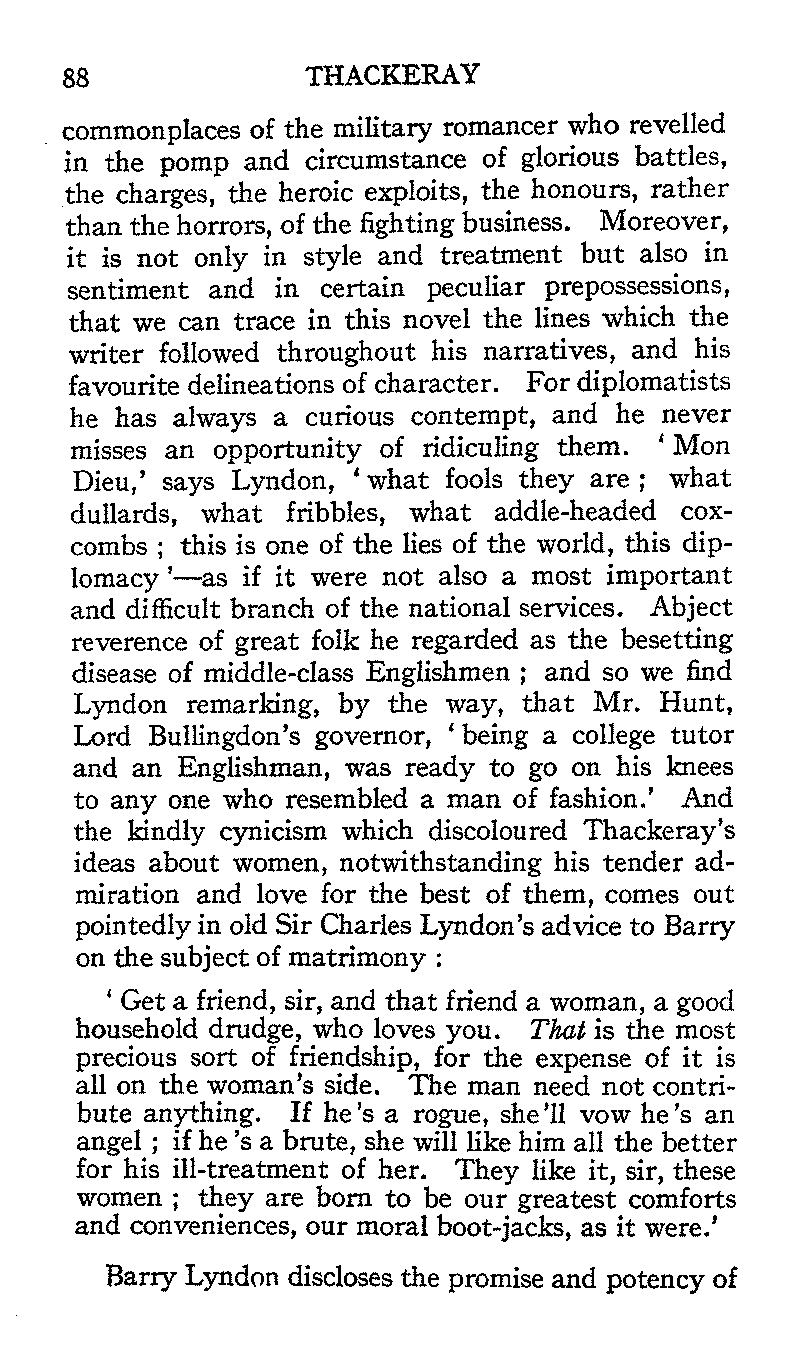 88 THACKERAY
commonplaces of the military romancer who revelled
in the pomp and circumstance of glorious battles,
the charges, the heroic exploits, the honours, rather
than the horrors, of the fighting business. Moreover,
it is not only in style and treatment but also in
sentiment and in certain peculiar prepossessions,
that we can trace in this novel the lines which the
writer followed throughout his narratives, and his
favourite delineations of character. For diplomatists
he has always a curious contempt, and he never
misses an opportunity of ridiculing them. ‘ Mon
Dieu,’ says Lyndon, ‘ what fools they are ; what
dullards, what fribbles, what addle-headed cox-
combs ; this is one of the lies of the world, this dip-
lomacy ’—as if it were not also a most important
and difficult branch of the national services. Abject
reverence of great folk he regarded as the besetting
disease of middle-class Englishmen ; and so we find
Lyndon remarking, by the way, that Mr. Hunt,
Lord Bullingdon’s governor, ‘ being a college tutor
and an Englishman, was ready to go on his knees
to any one who resembled a man of fashion.’ And
the kindly cynicism which discoloured Thackeray’s
ideas about women, notwithstanding his tender ad-
miration and love for the best of them, comes out
pointedly in old Sir Charles Lyndon’s advice to Barry
on the subject of matrimony :
‘ Get a friend, sir, and that friend a woman, a good
household drudge, who loves you. That is the most
precious sort of friendship, for the expense of it is
all on the woman’s side. The man need not contri-
bute anything. If he ’s a rogue, she ’ll vow he ’s an
angel ; if he ’s a brute, she will like him all the better
for his ill-treatment of her. They like it, sir, these
women ; they are born to be our greatest comforts
and conveniences, our moral boot-jacks, as it were.’
Barry Lyndon discloses the promise and potency of